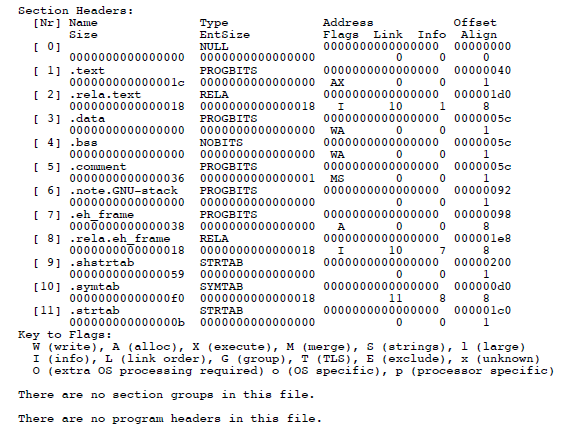 Section Headers:
[Nr] Name Type Address Offset
Size EntSize Flags Link Info Align
[ 0] NULL 0000000000000000 00000000
0000000000000000 0000000000000000 0 0 0
[ 1] .text PROGBITS 0000000000000000 00000040
000000000000001c 0000000000000000 AX 0 0 1
[ 2] .rela.text RELA 0000000000000000 000001d0
0000000000000018 0000000000000018 I 10 1 8
[ 3] .data PROGBITS 0000000000000000 0000005c
0000000000000000 0000000000000000 WA 0 0 1
[ 4] .bss NOBITS 0000000000000000 0000005c
0000000000000000 0000000000000000 WA 0 0 1
[ 5] .comment PROGBITS 0000000000000000 0000005c
0000000000000036 0000000000000001 MS 0 0 1
[ 6] .note.GNU-stack PROGBITS 0000000000000000 00000092
0000000000000000 0000000000000000 0 0 1
[ 7] .eh_frame PROGBITS 0000000000000000 00000098
0000000000000038 0000000000000000 A 0 0 8
[ 8] .rela.eh_frame RELA 0000000000000000 000001e8
0000000000000018 0000000000000018 I 10 7 8
[ 9] .shstrtab STRTAB 0000000000000000 00000200
0000000000000059 0000000000000000 0 0 1
[10] .symtab SYMTAB 0000000000000000 000000d0
00000000000000f0 0000000000000018 11 8 8
[11] .strtab STRTAB 0000000000000000 000001c0
000000000000000b 0000000000000000 0 0 1
Key to Flags:
W (write), A (alloc), X (execute), M (merge), S (strings), l (large)
I (info), L (link order), G (group), T (TLS), E (exclude), x (unknown)
O (extra OS processing required) o (OS specific), p (processor specific)
There are no section groups in this file.
There are no program headers in this file.